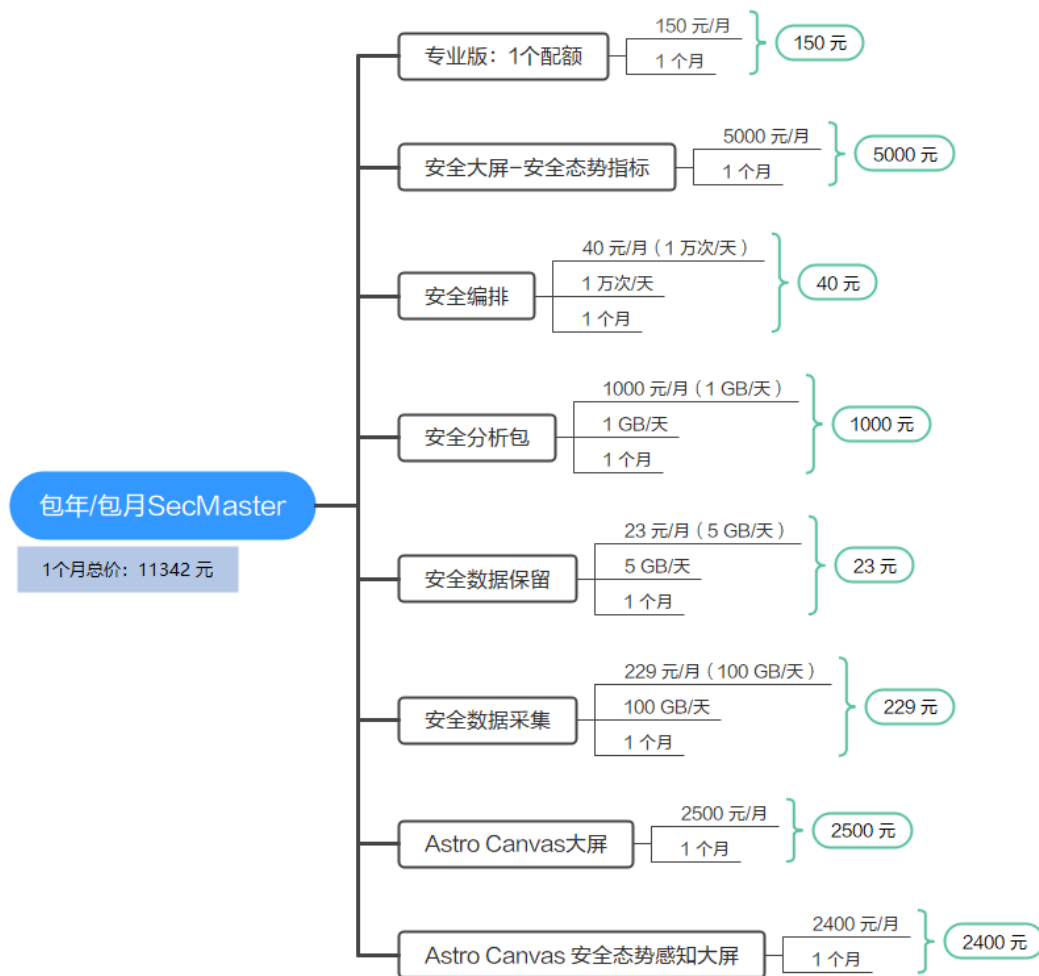 专业版：1个配额
150 元/月
1 个月
150 元
安全大屏-安全态势指标
5000 元/月
1 个月
5000 元
安全编排
40 元/月（1 万次/天）
1 万次/天
1 个月
40 元
安全分析包
1000 元/月（1 GB/天）
1 GB/天
1 个月
1000 元
包年/包月SecMaster
1个月总价：11342 元
安全数据保留
23 元/月（5 GB/天）
5 GB/天
1 个月
23 元
安全数据采集
229 元/月（100 GB/天）
100 GB/天
1 个月
229 元
Astro Canvas大屏
2500 元/月
1 个月
2500 元
Astro Canvas 安全态势感知大屏
2400 元/月
1 个月
2400 元